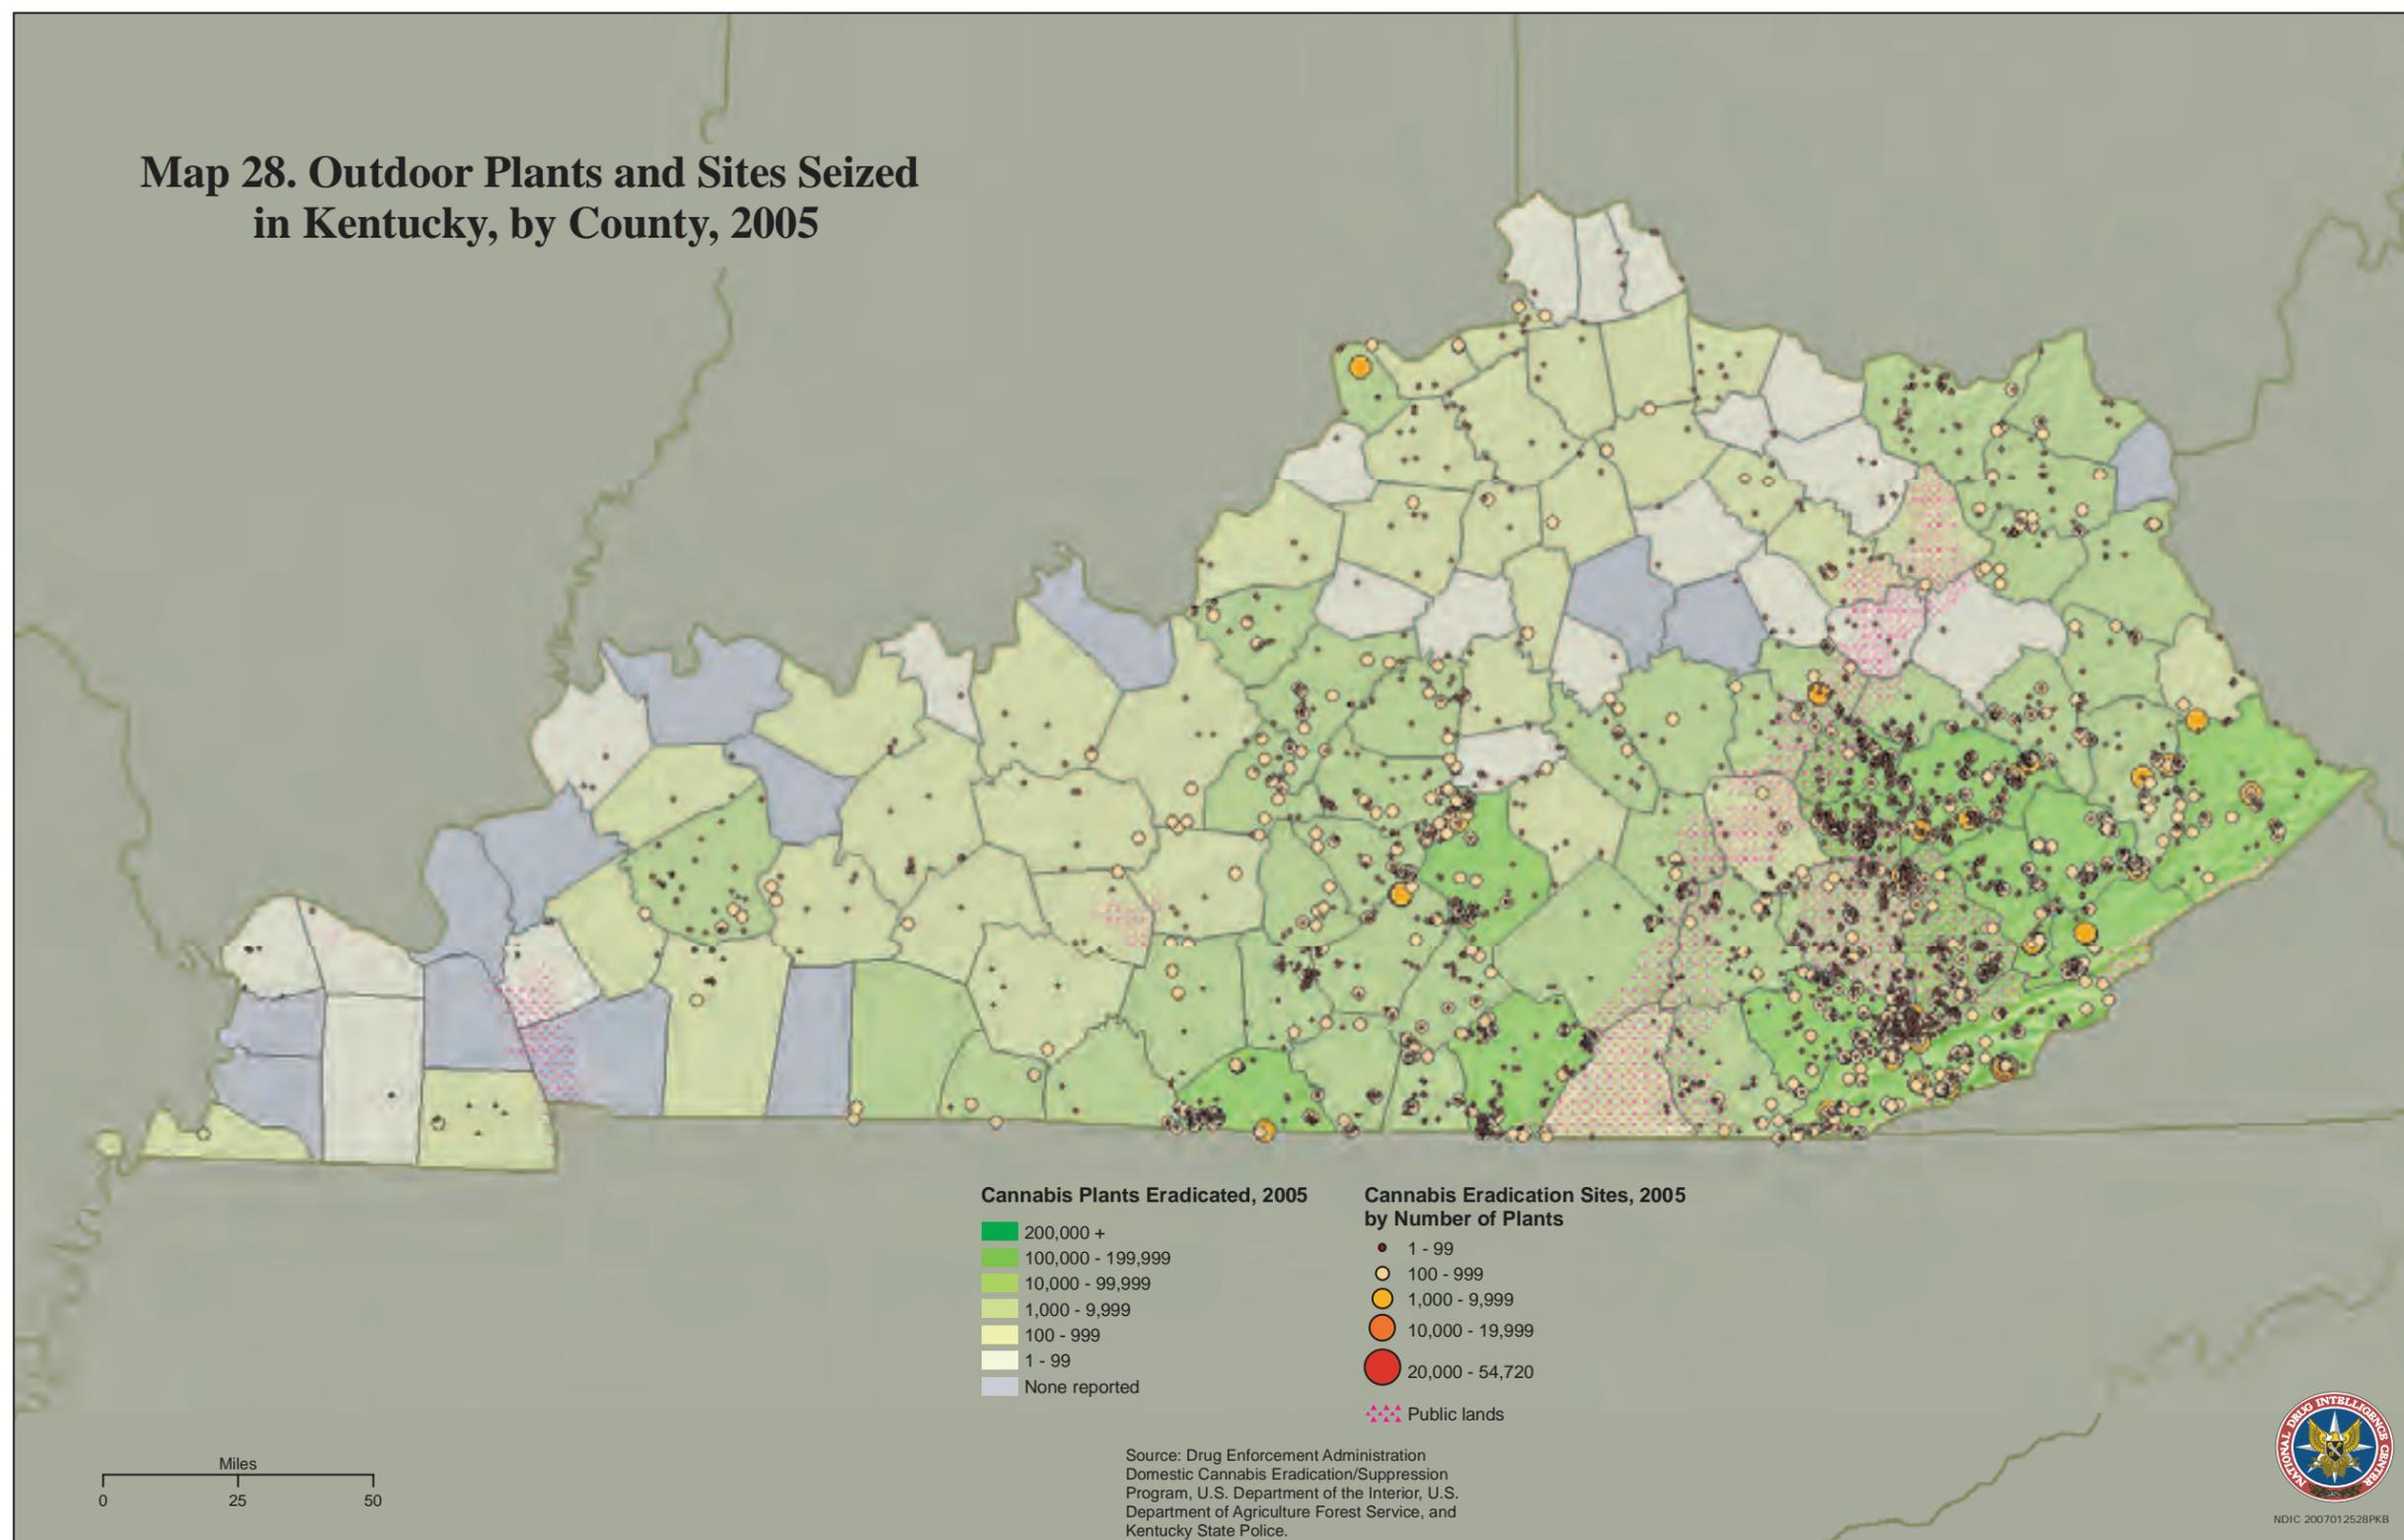 Map 28. Outdoor Plants and Sites Seized
in Kentucky, by County, 2005
Cannabis Plants Eradicated, 2005
200,000 +
100,000 - 199,999
10,000 - 99,999
1,000 - 9,999
100 - 999
1 - 99
None reported
Cannabis Eradication Sites, 2005
by Number of Plants
1 - 99
100 - 999
1,000 - 9,999
10,000 - 19,999
20,000 - 54,720
Public lands
Miles
0 25 50
Source: Drug Enforcement Administration
Domestic Cannabis Eradication/Suppression
Program, U.S. Department of the Interior, U.S.
Department of Agriculture Forest Service, and
Kentucky State Police.
NATIONAL DRUG INTELLIGENCE CENTER
NDIC 2007012528PKB